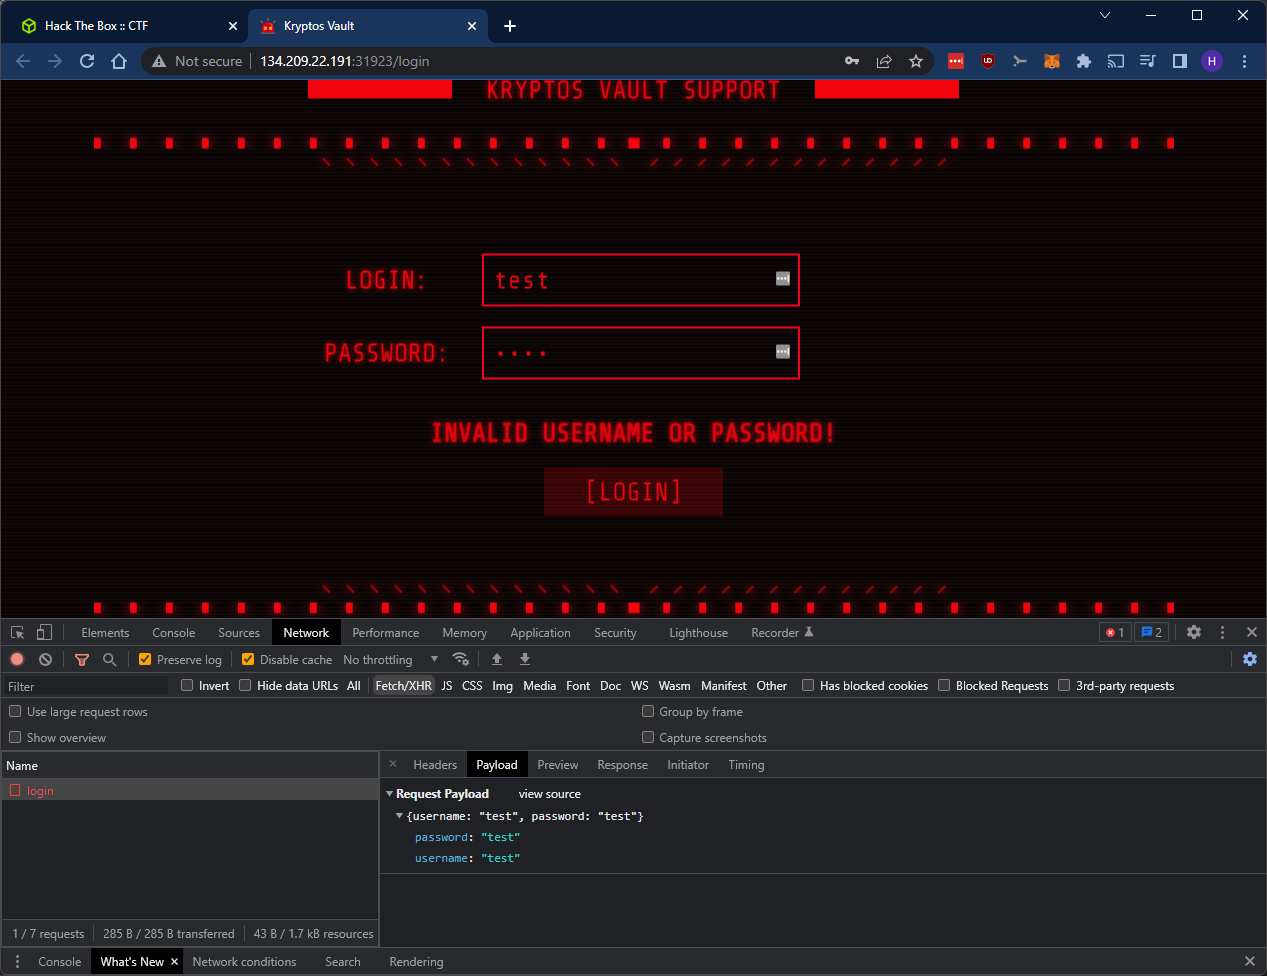 Hack The Box :: CTF
Kryptos Vault
Not secure
134.209.22.191:31923/login
UD
H
KRYPTOS VAULT SUPPORT
LOGIN:
test
PASSWORD:
INVALID USERNAME OR PASSWORD!
[LOGIN]
Elements Console Sources Network Performance Memory Application Security Lighthouse Recorder 1 2
Preserve log Disable cache No throttling
Filter Invert Hide data URLs All Fetch/XHR JS CSS Img Media Font Doc WS Wasm Manifest Other Has blocked cookies Blocked Requests 3rd-party requests
Use large request rows Group by frame
Show overview Capture screenshots
Name
login
Headers Payload Preview Response Initiator Timing
Request Payload view source
{username: "test", password: "test"}
password: "test"
username: "test"
1 / 7 requests 285 B / 285 B transferred 43 B / 1.7 kB resources
Console What's New Network conditions Search Rendering